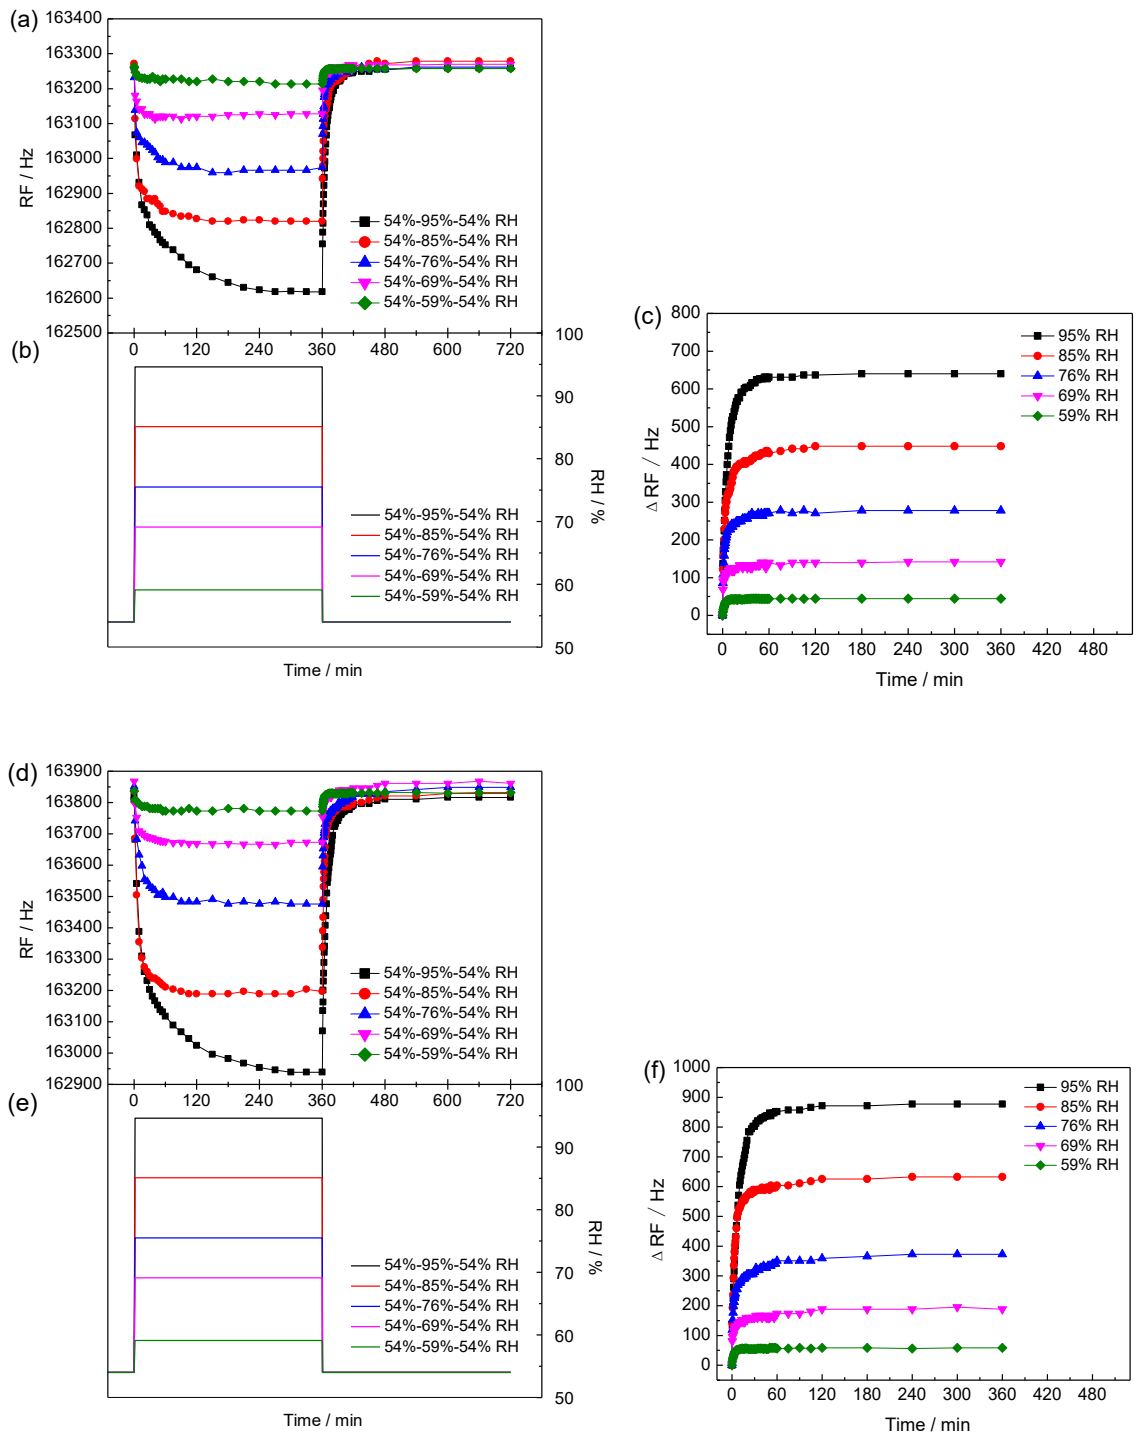 (a)
163400
163300
163200
163100
163000
162900
162800
162700
162600
162500
RF / Hz
54%-95%-54% RH
54%-85%-54% RH
54%-76%-54% RH
54%-69%-54% RH
54%-59%-54% RH
0 120 240 360 480 600 720
(b)
100
90
80
70
60
50
RH / %
54%-95%-54% RH
54%-85%-54% RH
54%-76%-54% RH
54%-69%-54% RH
54%-59%-54% RH
Time / min
(c)
800
700
600
500
400
300
200
100
0
Δ RF / Hz
95% RH
85% RH
76% RH
69% RH
59% RH
0 60 120 180 240 300 360 420 480
Time / min
(d)
163900
163800
163700
163600
163500
163400
163300
163200
163100
163000
162900
RF / Hz
54%-95%-54% RH
54%-85%-54% RH
54%-76%-54% RH
54%-69%-54% RH
54%-59%-54% RH
0 120 240 360 480 600 720
(e)
100
90
80
70
60
50
RH / %
54%-95%-54% RH
54%-85%-54% RH
54%-76%-54% RH
54%-69%-54% RH
54%-59%-54% RH
Time / min
(f)
1000
900
800
700
600
500
400
300
200
100
0
Δ RF / Hz
95% RH
85% RH
76% RH
69% RH
59% RH
0 60 120 180 240 300 360 420 480
Time / min